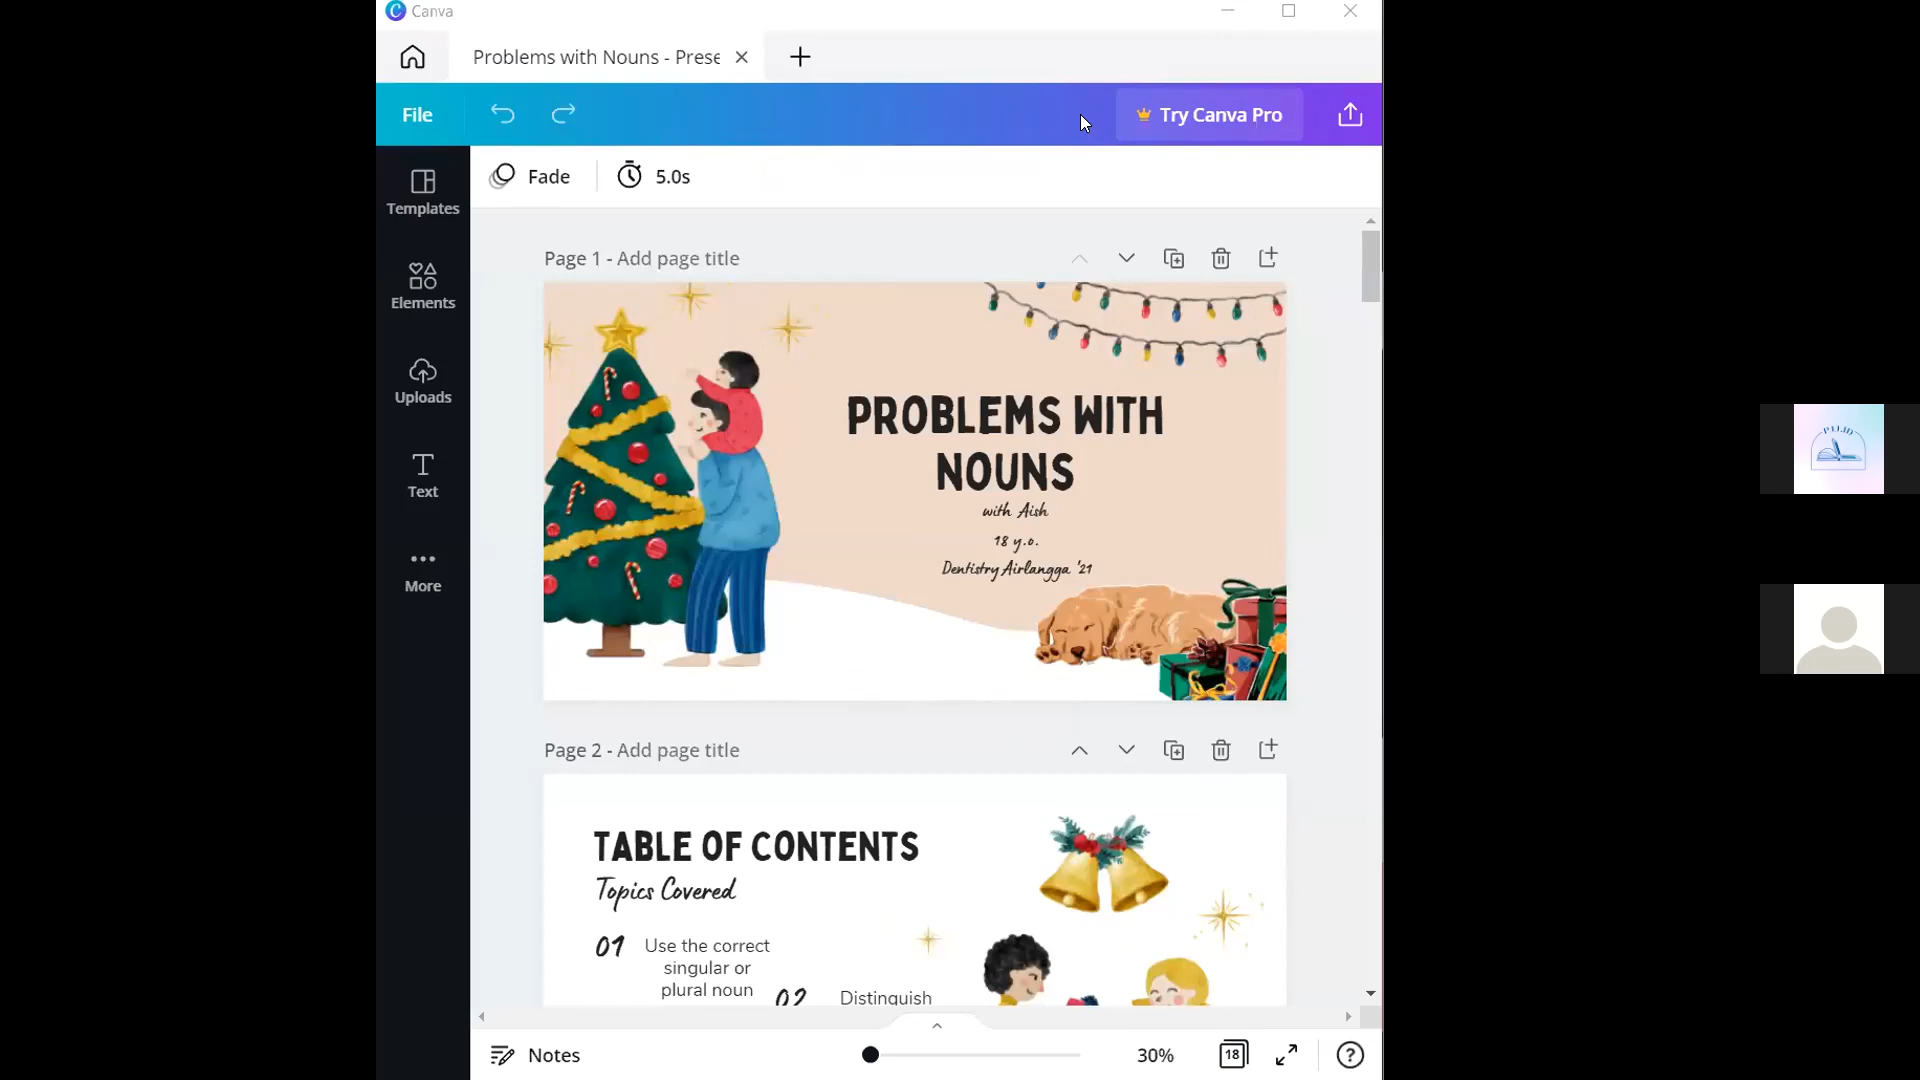 Canva
Problems with Nouns - Prese
File
Try Canva Pro
Fade
5.0s
Templates
Elements
Uploads
Text
More
Page 1 - Add page title
PROBLEMS WITH
NOUNS
with Aish
18 y.o.
Dentistry Airlangga '21
Page 2 - Add page title
TABLE OF CONTENTS
Topics Covered
01 Use the correct
singular or
plural noun
02 Distinguish
Notes
30%
18